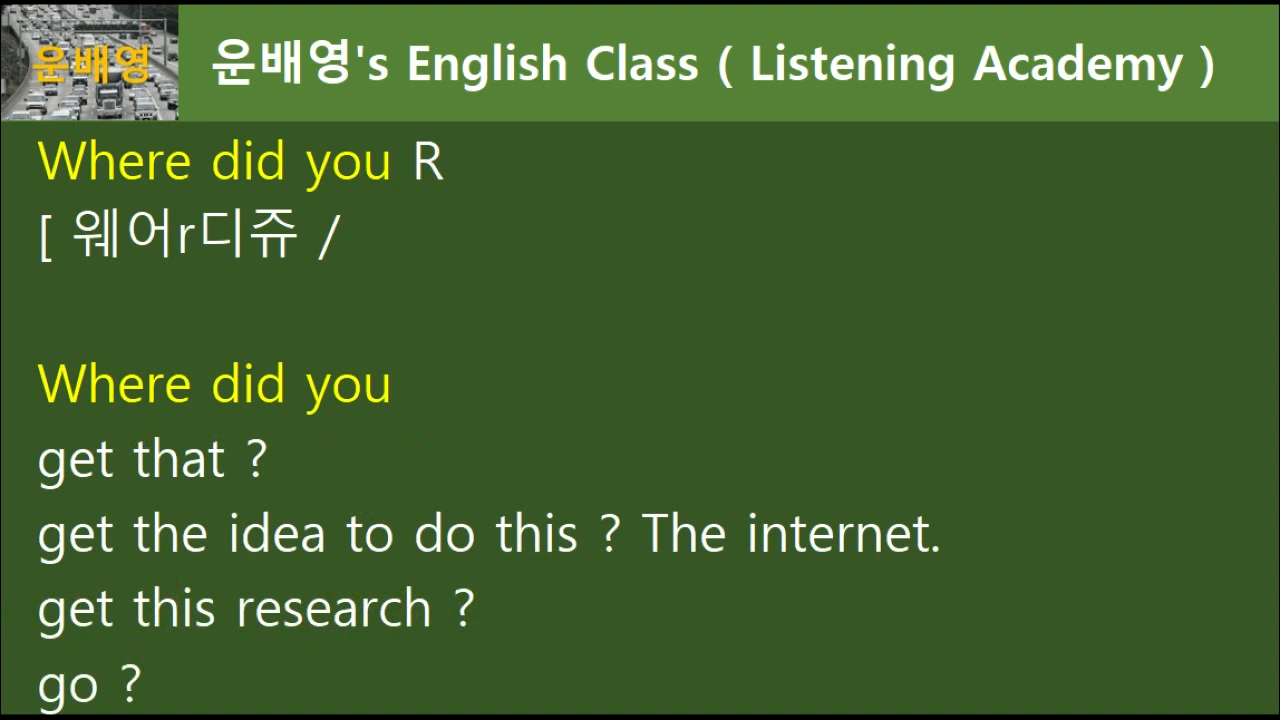 운배영
운배영's English Class ( Listening Academy )
Where did you R
[ 웨어r디쥬 /
Where did you
get that ?
get the idea to do this ? The internet.
get this research ?
go ?